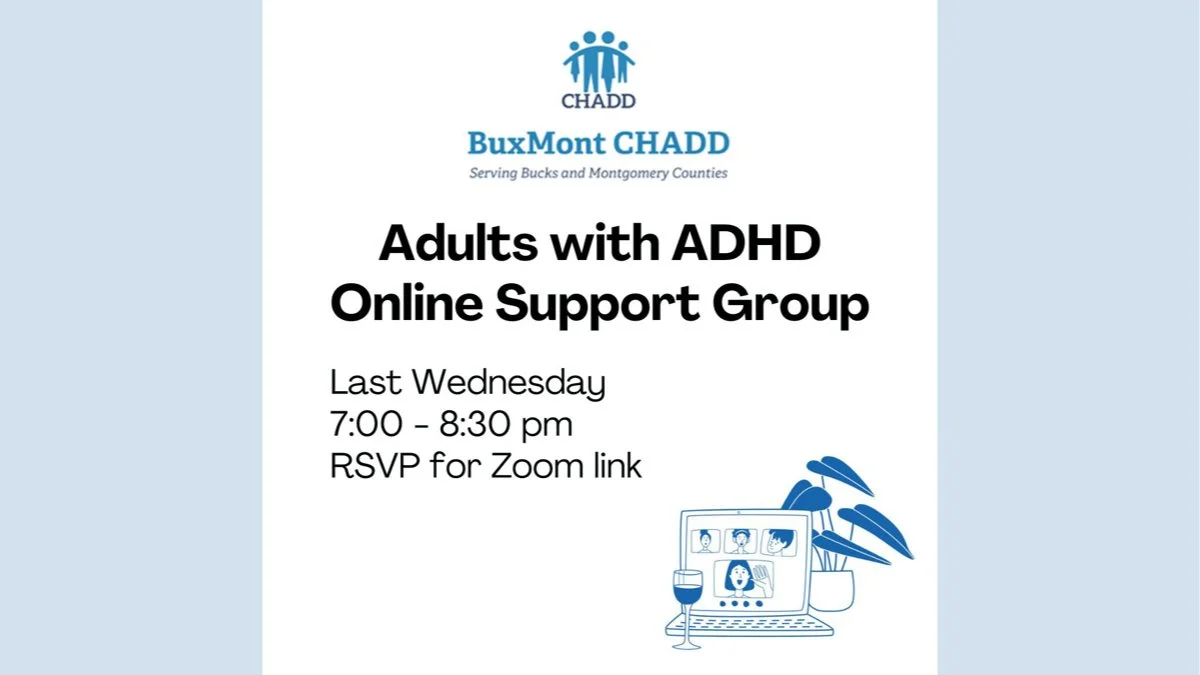 CHADD
BuxMont CHADD
Serving Bucks and Montgomery Counties
Adults with ADHD
Online Support Group
Last Wednesday
7:00 - 8:30 pm
RSVP for Zoom link